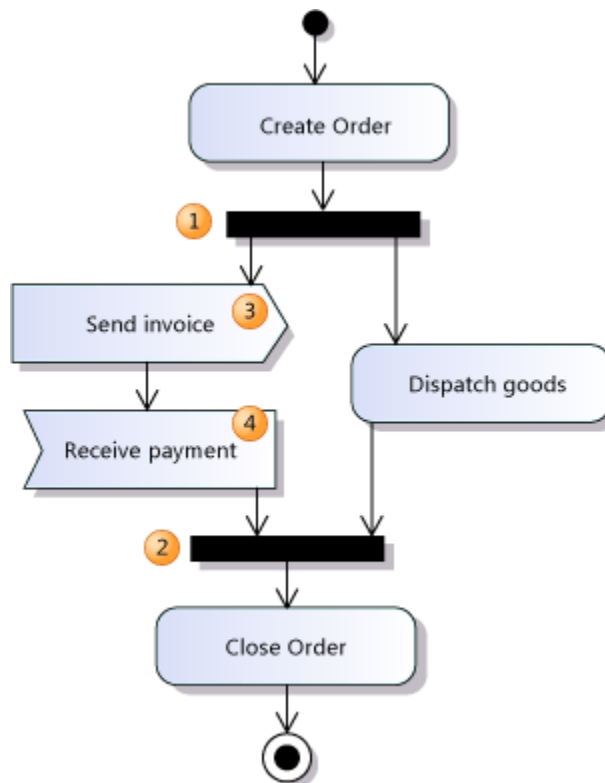 Create Order
1
3
Send invoice
Dispatch goods
4
Receive payment
2
Close Order